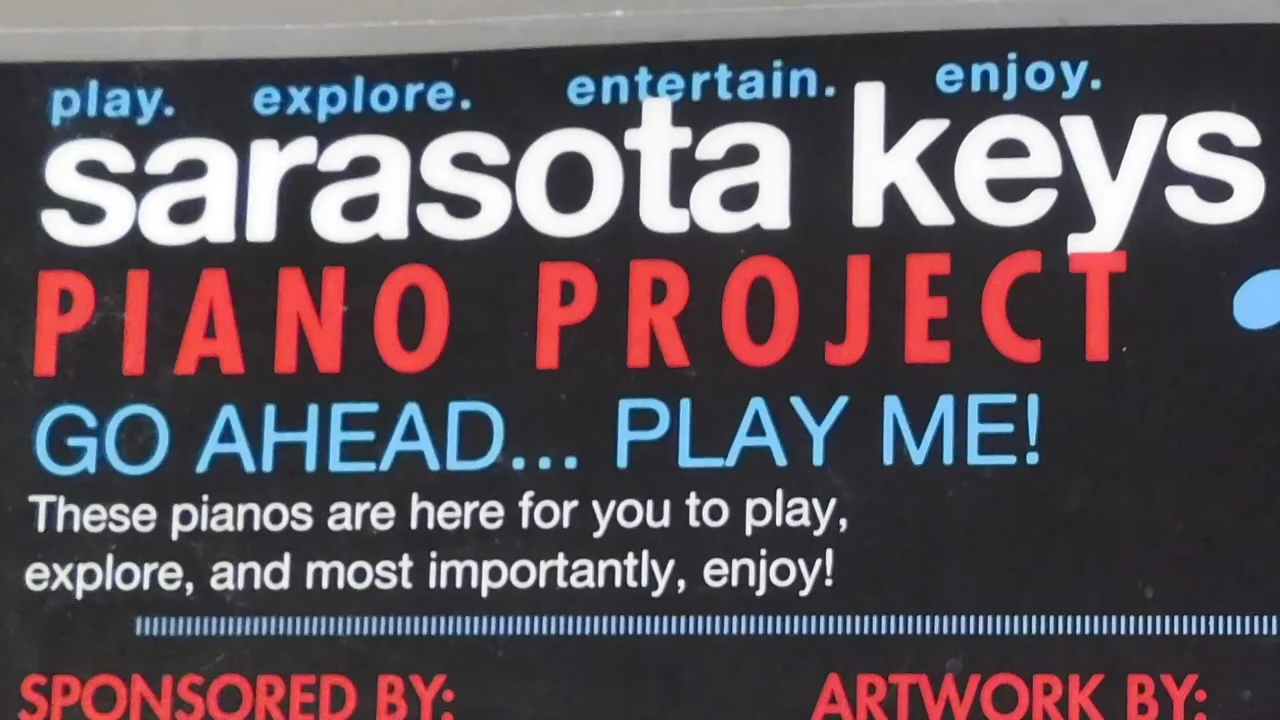 play. explore. entertain. enjoy.
sarasota keys
PIANO PROJECT
GO AHEAD... PLAY ME!
These pianos are here for you to play,
explore, and most importantly, enjoy!
SPONSORED BY: ARTWORK BY: